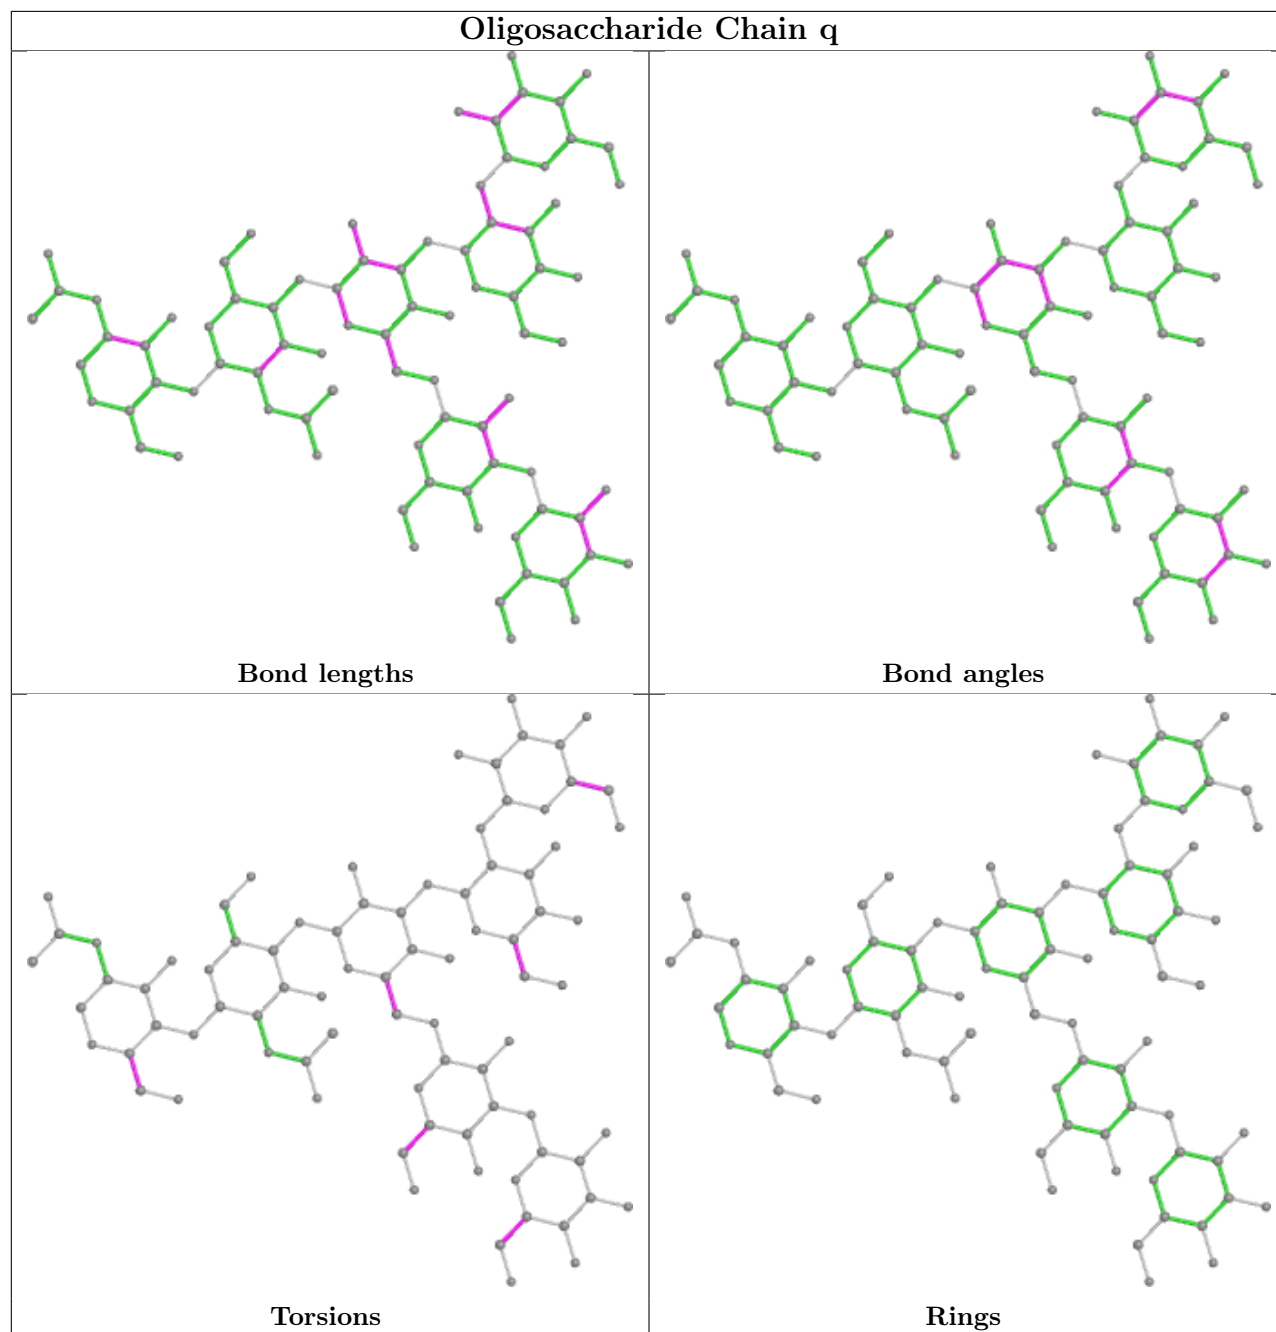 Oligosaccharide Chain q
Bond lengths
Bond angles
Torsions
Rings